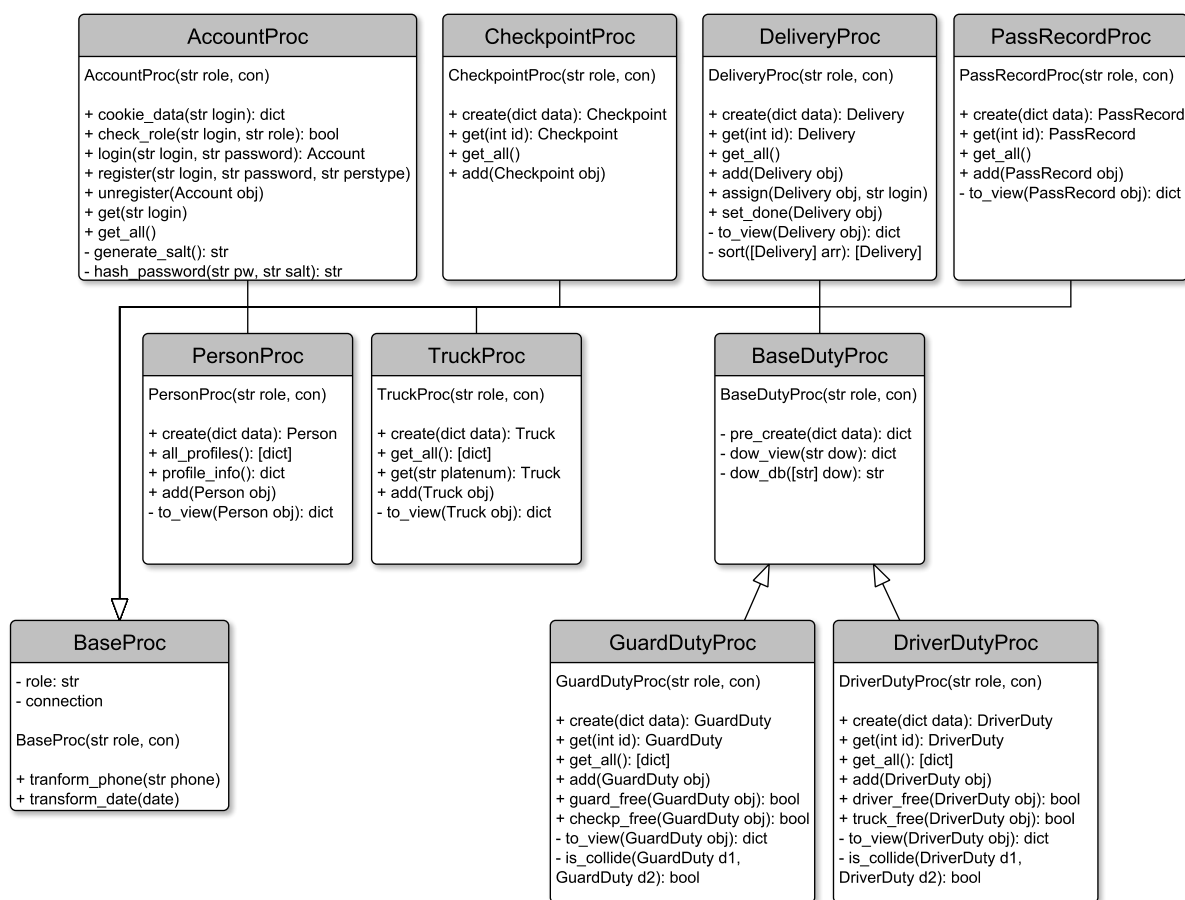 AccountProc
AccountProc(str role, con)
+ cookie_data(str login): dict
+ check_role(str login, str role): bool
+ login(str login, str password): Account
+ register(str login, str password, str perstype)
+ unregister(Account obj)
+ get(str login)
+ get_all()
- generate_salt(): str
- hash_password(str pw, str salt): str
CheckpointProc
CheckpointProc(str role, con)
+ create(dict data): Checkpoint
+ get(int id): Checkpoint
+ get_all()
+ add(Checkpoint obj)
DeliveryProc
DeliveryProc(str role, con)
+ create(dict data): Delivery
+ get(int id): Delivery
+ get_all()
+ add(Delivery obj)
+ assign(Delivery obj, str login)
+ set_done(Delivery obj)
- to_view(Delivery obj): dict
- sort([Delivery] arr): [Delivery]
PassRecordProc
PassRecordProc(str role, con)
+ create(dict data): PassRecord
+ get(int id): PassRecord
+ get_all()
+ add(PassRecord obj)
- to_view(PassRecord obj): dict
PersonProc
PersonProc(str role, con)
+ create(dict data): Person
+ all_profiles(): [dict]
+ profile_info(): dict
+ add(Person obj)
- to_view(Person obj): dict
TruckProc
TruckProc(str role, con)
+ create(dict data): Truck
+ get_all(): [dict]
+ get(str platenum): Truck
+ add(Truck obj)
- to_view(Truck obj): dict
BaseDutyProc
BaseDutyProc(str role, con)
- pre_create(dict data): dict
- dow_view(str dow): dict
- dow_db([str] dow): str
BaseProc
- role: str
- connection
BaseProc(str role, con)
+ tranform_phone(str phone)
+ transform_date(date)
GuardDutyProc
GuardDutyProc(str role, con)
+ create(dict data): GuardDuty
+ get(int id): GuardDuty
+ get_all(): [dict]
+ add(GuardDuty obj)
+ guard_free(GuardDuty obj): bool
+ checkp_free(GuardDuty obj): bool
- to_view(GuardDuty obj): dict
- is_collide(GuardDuty d1,
GuardDuty d2): bool
DriverDutyProc
DriverDutyProc(str role, con)
+ create(dict data): DriverDuty
+ get(int id): DriverDuty
+ get_all(): [dict]
+ add(DriverDuty obj)
+ driver_free(DriverDuty obj): bool
+ truck_free(DriverDuty obj): bool
- to_view(DriverDuty obj): dict
- is_collide(DriverDuty d1,
DriverDuty d2): bool